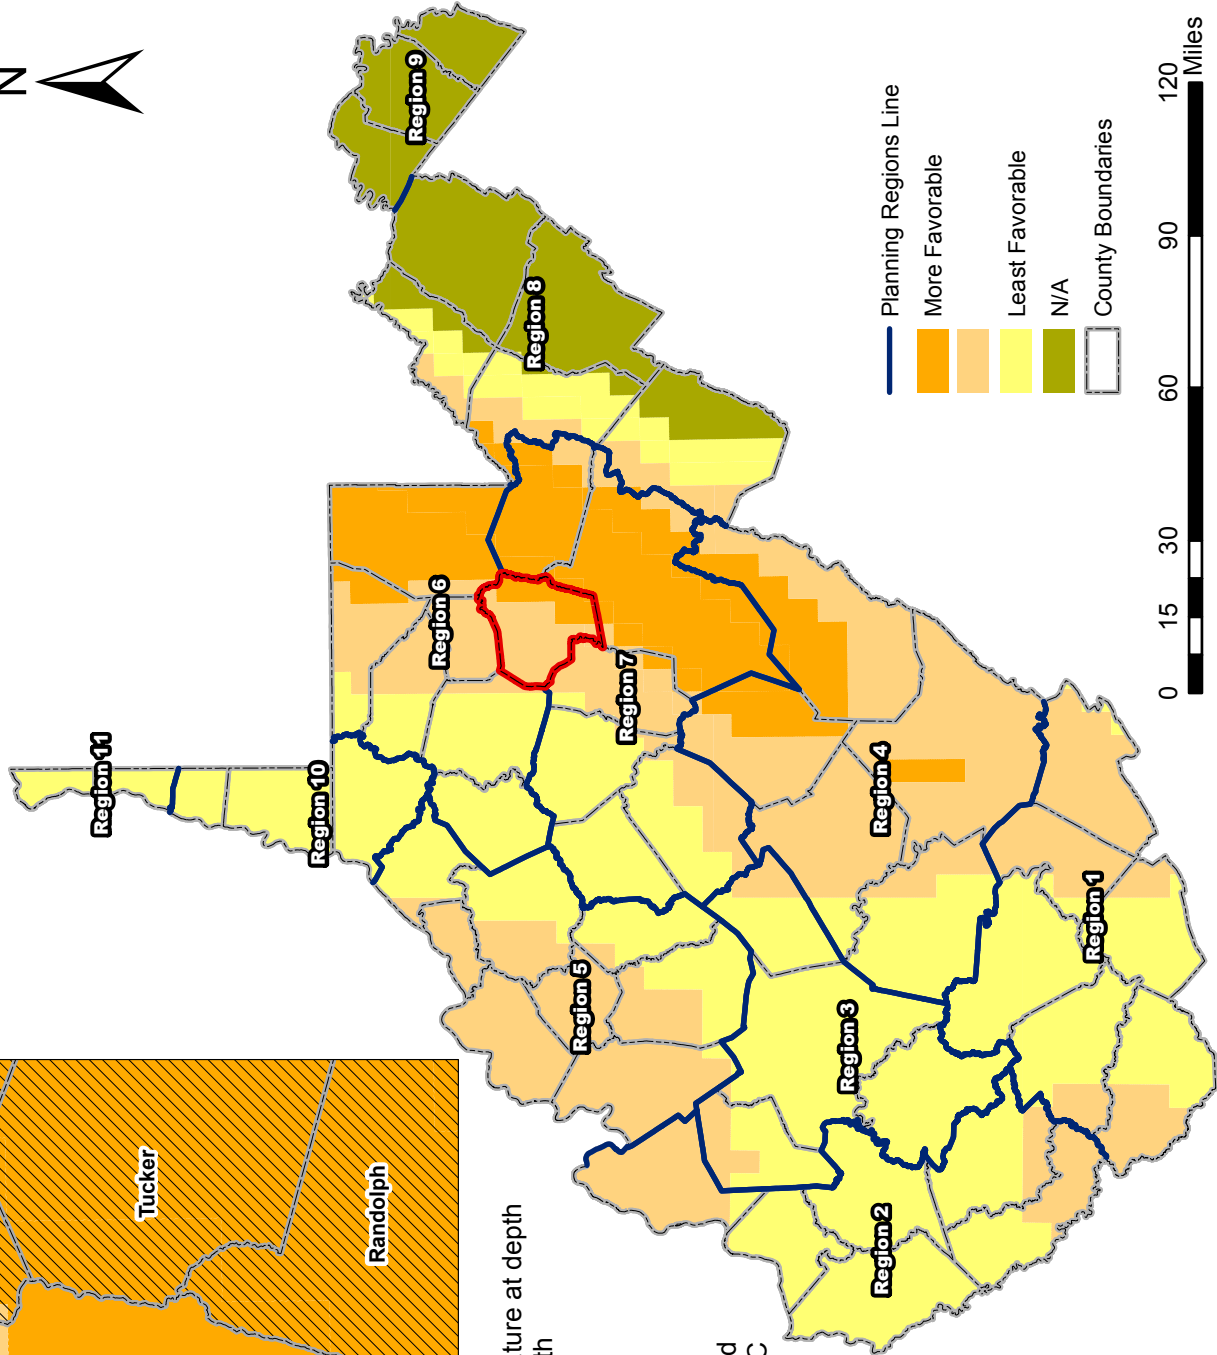 N
Region 11
Region 10
Region 9
Region 8
Region 6
Region 7
Region 5
Region 4
Region 3
Region 2
Region 1
Tucker
Randolph
ture at depth
th
d
C
Planning Regions Line
More Favorable
Least Favorable
N/A
County Boundaries
0 15 30 60 90 120
Miles